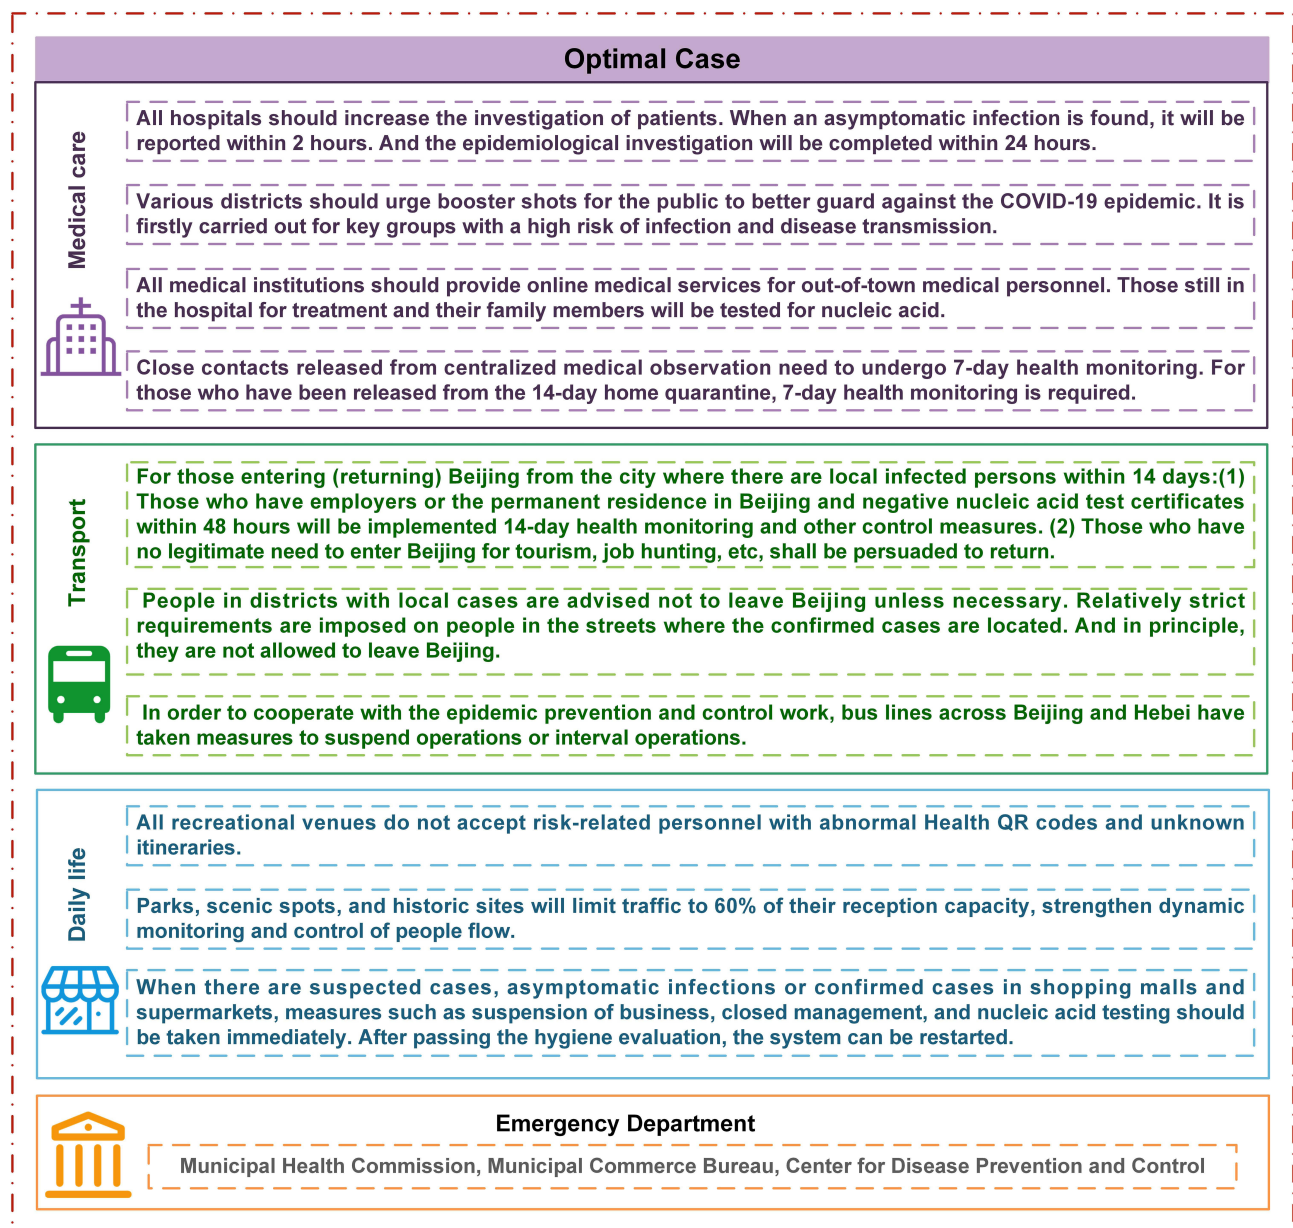 Optimal Case
Medical care
All hospitals should increase the investigation of patients. When an asymptomatic infection is found, it will be
reported within 2 hours. And the epidemiological investigation will be completed within 24 hours.
Various districts should urge booster shots for the public to better guard against the COVID-19 epidemic. It is
firstly carried out for key groups with a high risk of infection and disease transmission.
All medical institutions should provide online medical services for out-of-town medical personnel. Those still in
the hospital for treatment and their family members will be tested for nucleic acid.
Close contacts released from centralized medical observation need to undergo 7-day health monitoring. For
those who have been released from the 14-day home quarantine, 7-day health monitoring is required.
Transport
For those entering (returning) Beijing from the city where there are local infected persons within 14 days:(1)
Those who have employers or the permanent residence in Beijing and negative nucleic acid test certificates
within 48 hours will be implemented 14-day health monitoring and other control measures. (2) Those who have
no legitimate need to enter Beijing for tourism, job hunting, etc, shall be persuaded to return.
People in districts with local cases are advised not to leave Beijing unless necessary. Relatively strict
requirements are imposed on people in the streets where the confirmed cases are located. And in principle,
they are not allowed to leave Beijing.
In order to cooperate with the epidemic prevention and control work, bus lines across Beijing and Hebei have
taken measures to suspend operations or interval operations.
Daily life
All recreational venues do not accept risk-related personnel with abnormal Health QR codes and unknown
itineraries.
Parks, scenic spots, and historic sites will limit traffic to 60% of their reception capacity, strengthen dynamic
monitoring and control of people flow.
When there are suspected cases, asymptomatic infections or confirmed cases in shopping malls and
supermarkets, measures such as suspension of business, closed management, and nucleic acid testing should
be taken immediately. After passing the hygiene evaluation, the system can be restarted.
Emergency Department
Municipal Health Commission, Municipal Commerce Bureau, Center for Disease Prevention and Control